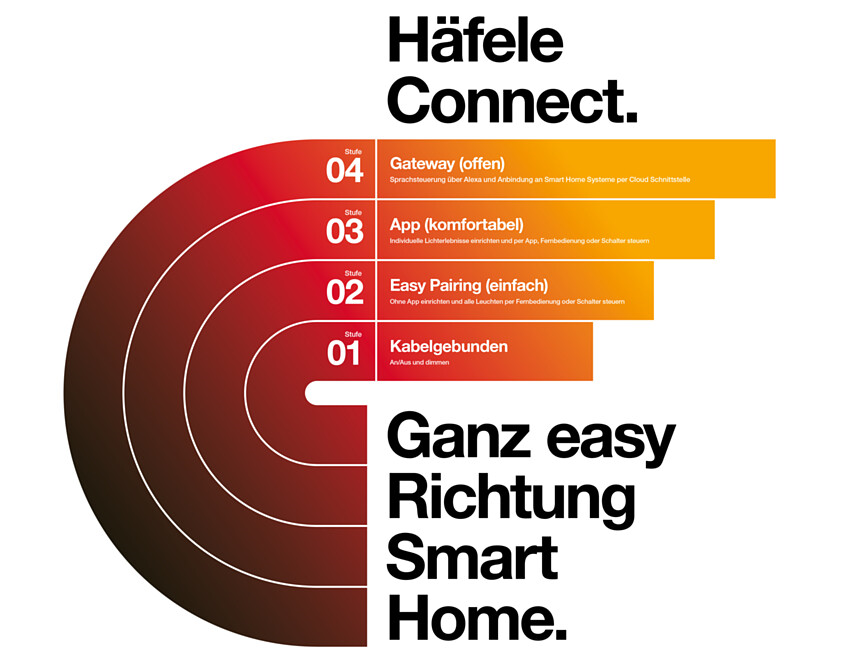 Häfele
Connect.
Stufe
04
Gateway (offen)
Sprachsteuerung über Alexa und Anbindung an Smart Home Systeme per Cloud Schnittstelle
Stufe
03
App (komfortabel)
Individuelle Lichterlebnisse einrichten und per App, Fernbedienung oder Schalter steuern
Stufe
02
Easy Pairing (einfach)
Ohne App einrichten und alle Leuchten per Fernbedienung oder Schalter steuern
Stufe
01
Kabelgebunden
An/Aus und dimmen
Ganz easy
Richtung
Smart
Home.